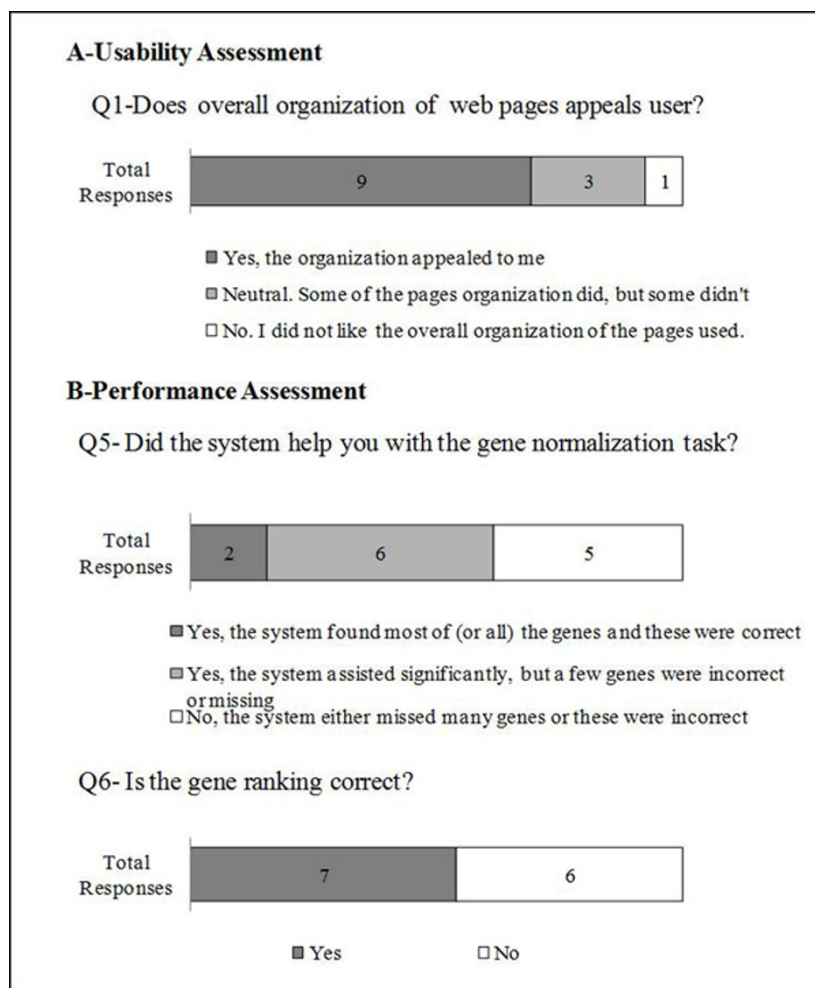 A-Usability Assessment
Q1-Does overall organization of web pages appeals user?
Total
Responses
9
3
1
Yes, the organization appealed to me
Neutral. Some of the pages organization did, but some didn't
No. I did not like the overall organization of the pages used.
B-Performance Assessment
Q5- Did the system help you with the gene normalization task?
Total
Responses
2
6
5
Yes, the system found most of (or all) the genes and these were correct
Yes, the system assisted significantly, but a few genes were incorrect
or missing
No, the system either missed many genes or these were incorrect
Q6- Is the gene ranking correct?
Total
Responses
7
6
Yes
No